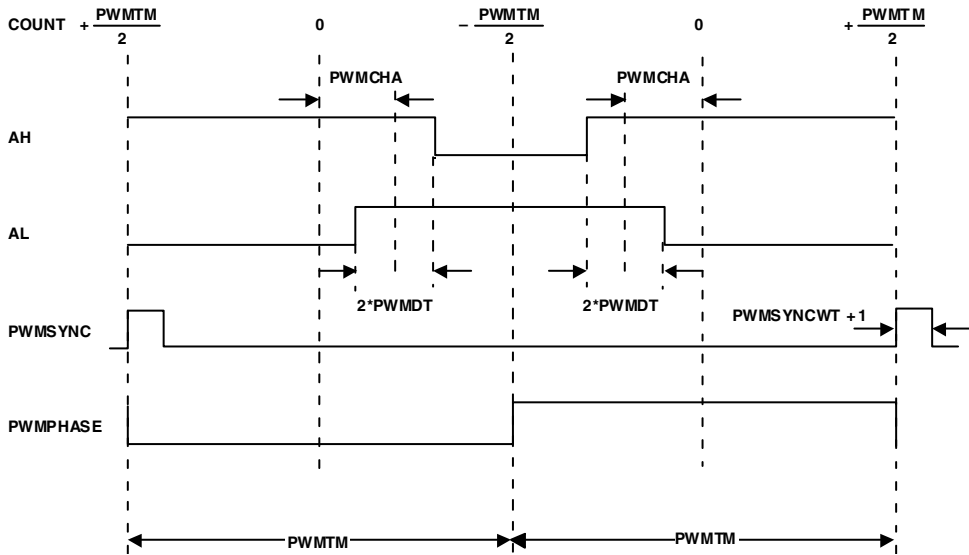 COUNT + PWMTM/2 0 − PWMTM/2 0 + PWMTM/2
PWMCHA PWMCHA
AH
AL
2*PWMDT 2*PWMDT
PWMSYNC PWMSYNCWT +1
PWMPHASE
PWMTM PWMTM